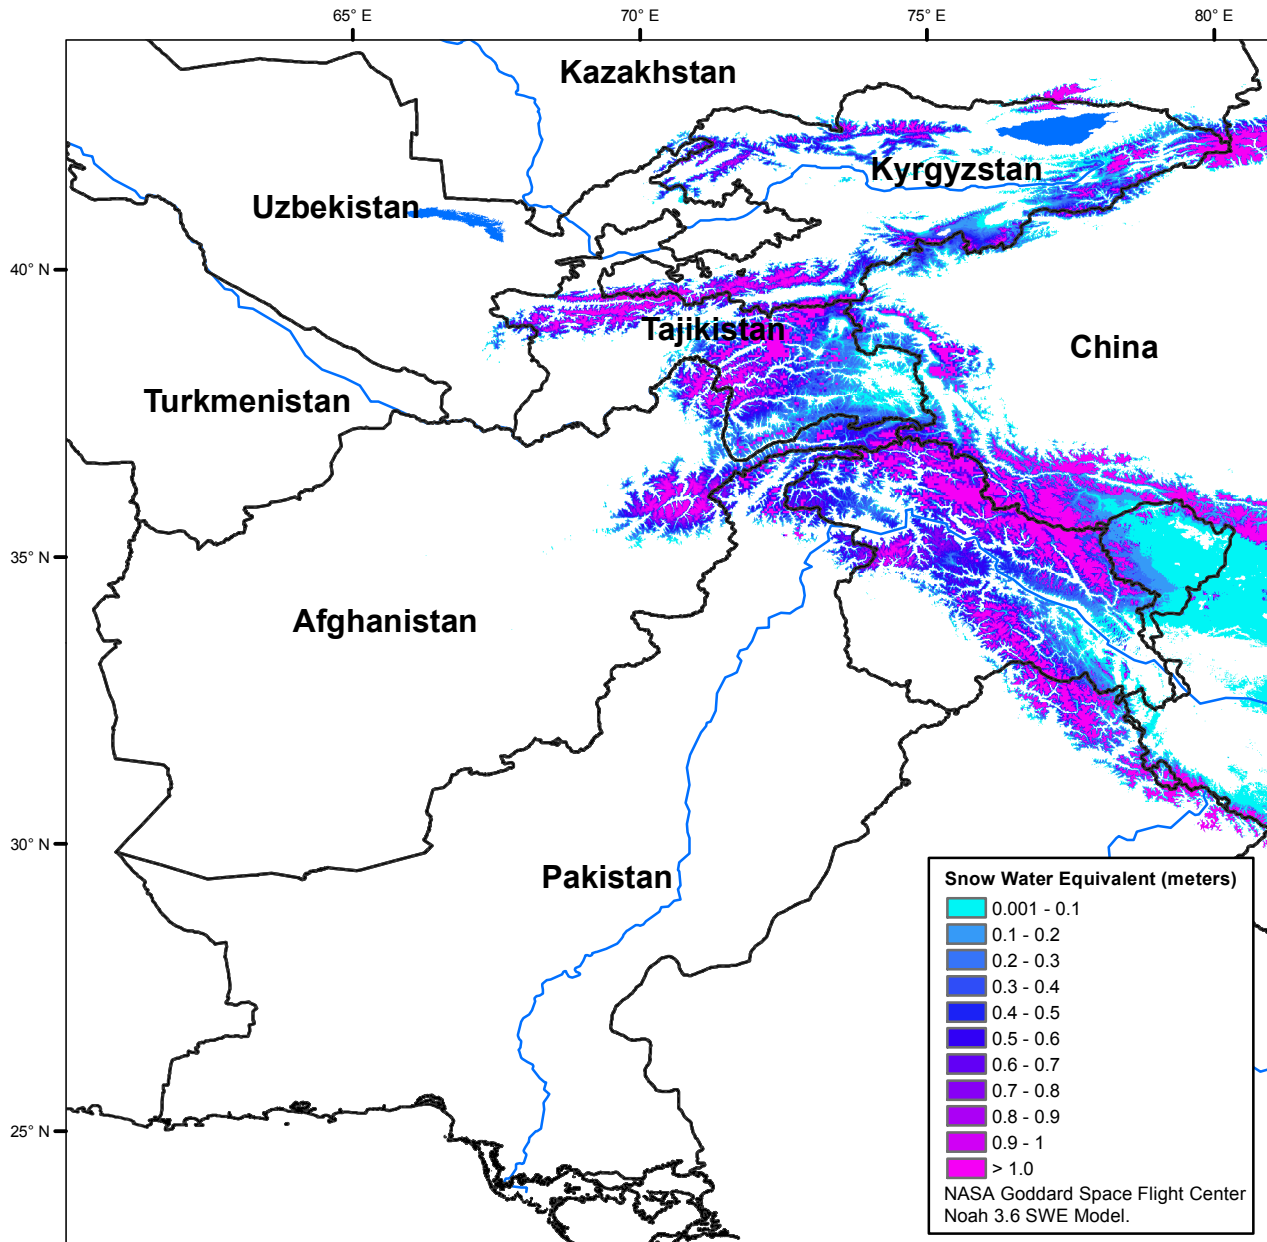 65° E
70° E
75° E
80° E
Kazakhstan
Kyrgyzstan
Uzbekistan
40° N
Tajikistan
China
Turkmenistan
35° N
Afghanistan
30° N
Pakistan
25° N
Snow Water Equivalent (meters)
0.001 - 0.1
0.1 - 0.2
0.2 - 0.3
0.3 - 0.4
0.4 - 0.5
0.5 - 0.6
0.6 - 0.7
0.7 - 0.8
0.8 - 0.9
0.9 - 1
> 1.0
NASA Goddard Space Flight Center
Noah 3.6 SWE Model.